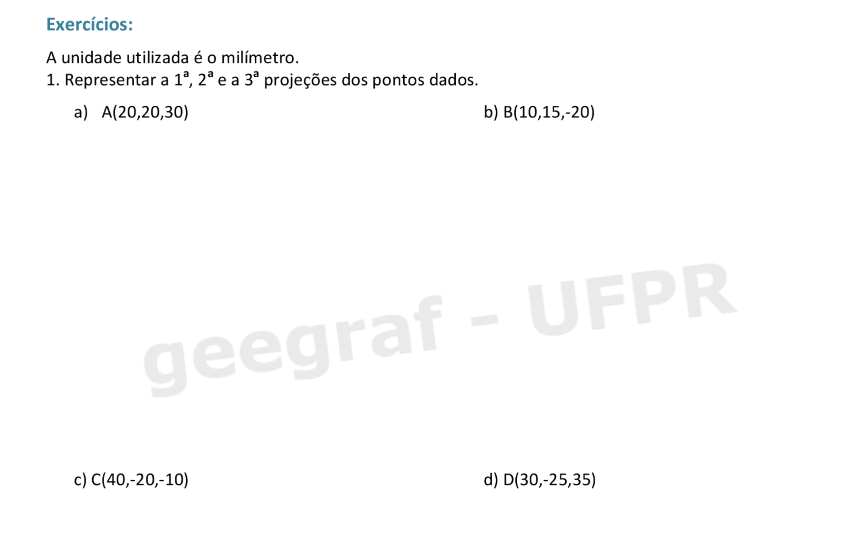 Exercícios:
A unidade utilizada é o milímetro.
1. Representar a 1ª, 2ª e a 3ª projeções dos pontos dados.
a) A(20,20,30)
b) B(10,15,-20)
geegraf - UFPR
c) C(40,-20,-10)
d) D(30,-25,35)